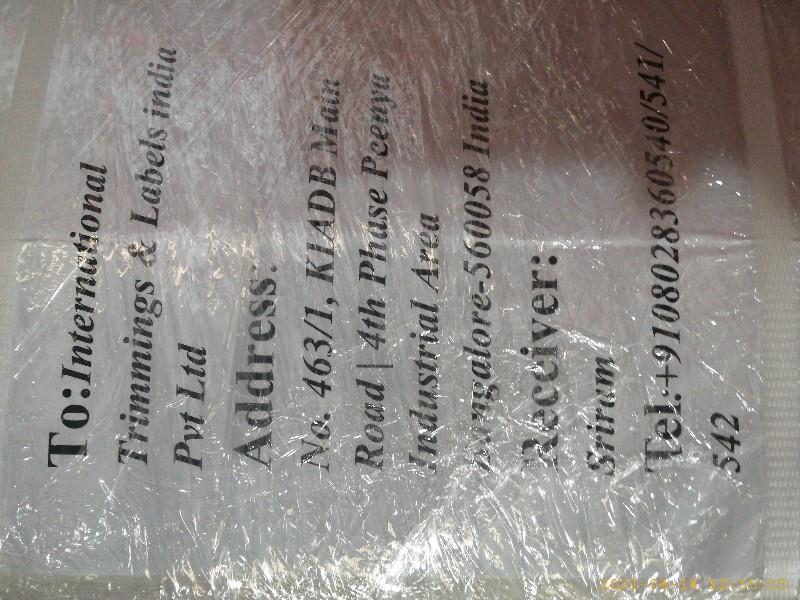 To:International
Trimmings & Labels india
Pvt Ltd
Address:
No. 463/1, KIADB Main
Road | 4th Phase Peenya
Industrial Area
Bangalore-560058 India
Receiver:
Sriram
Tel:+9108028360540/541/
542